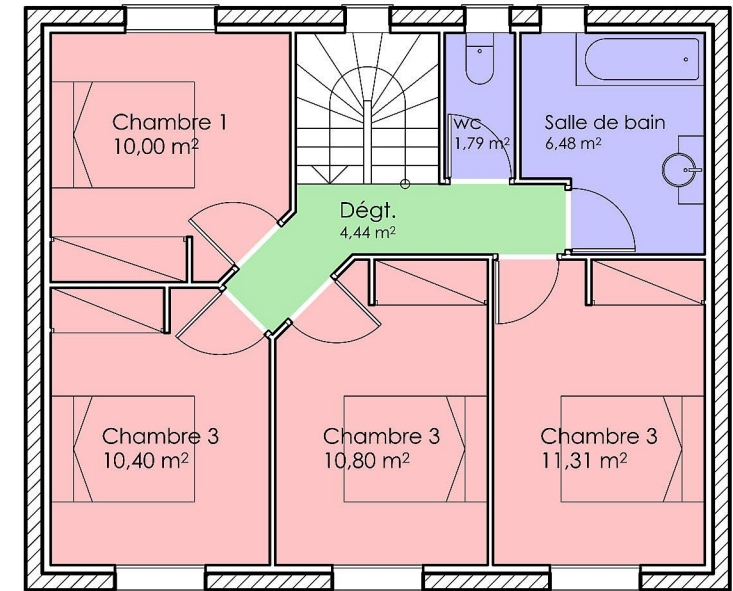 Chambre 1
10,00 m²
wc
1,79 m²
Salle de bain
6,48 m²
Dégt.
4,44 m²
Chambre 3
10,40 m²
Chambre 3
10,80 m²
Chambre 3
11,31 m²